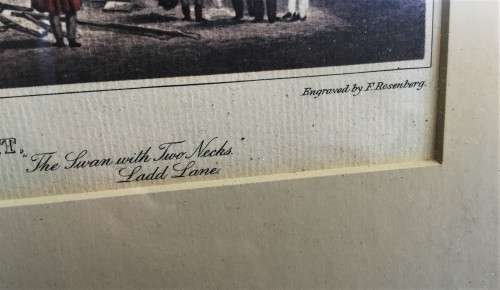 Engraved by F. Rosenberg.
T.
"The Swan with Two Necks."
Ladd Lane.